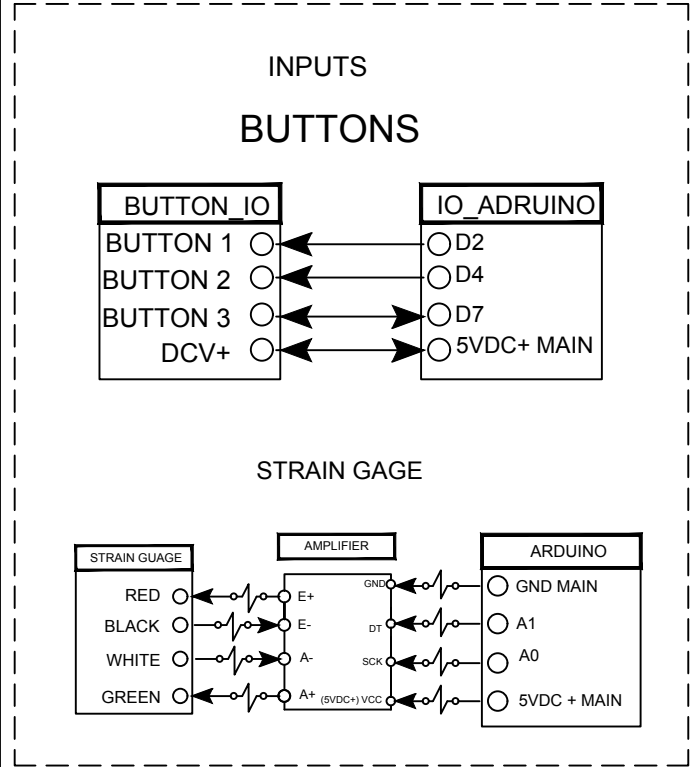 INPUTS
BUTTONS
BUTTON_IO
BUTTON 1
BUTTON 2
BUTTON 3
DCV+
IO_ADRUINO
D2
D4
D7
5VDC+ MAIN
STRAIN GAGE
STRAIN GUAGE
RED
BLACK
WHITE
GREEN
AMPLIFIER
E+
E-
A-
A+
GND
DT
SCK
(5VDC+) VCC
ARDUINO
GND MAIN
A1
A0
5VDC + MAIN